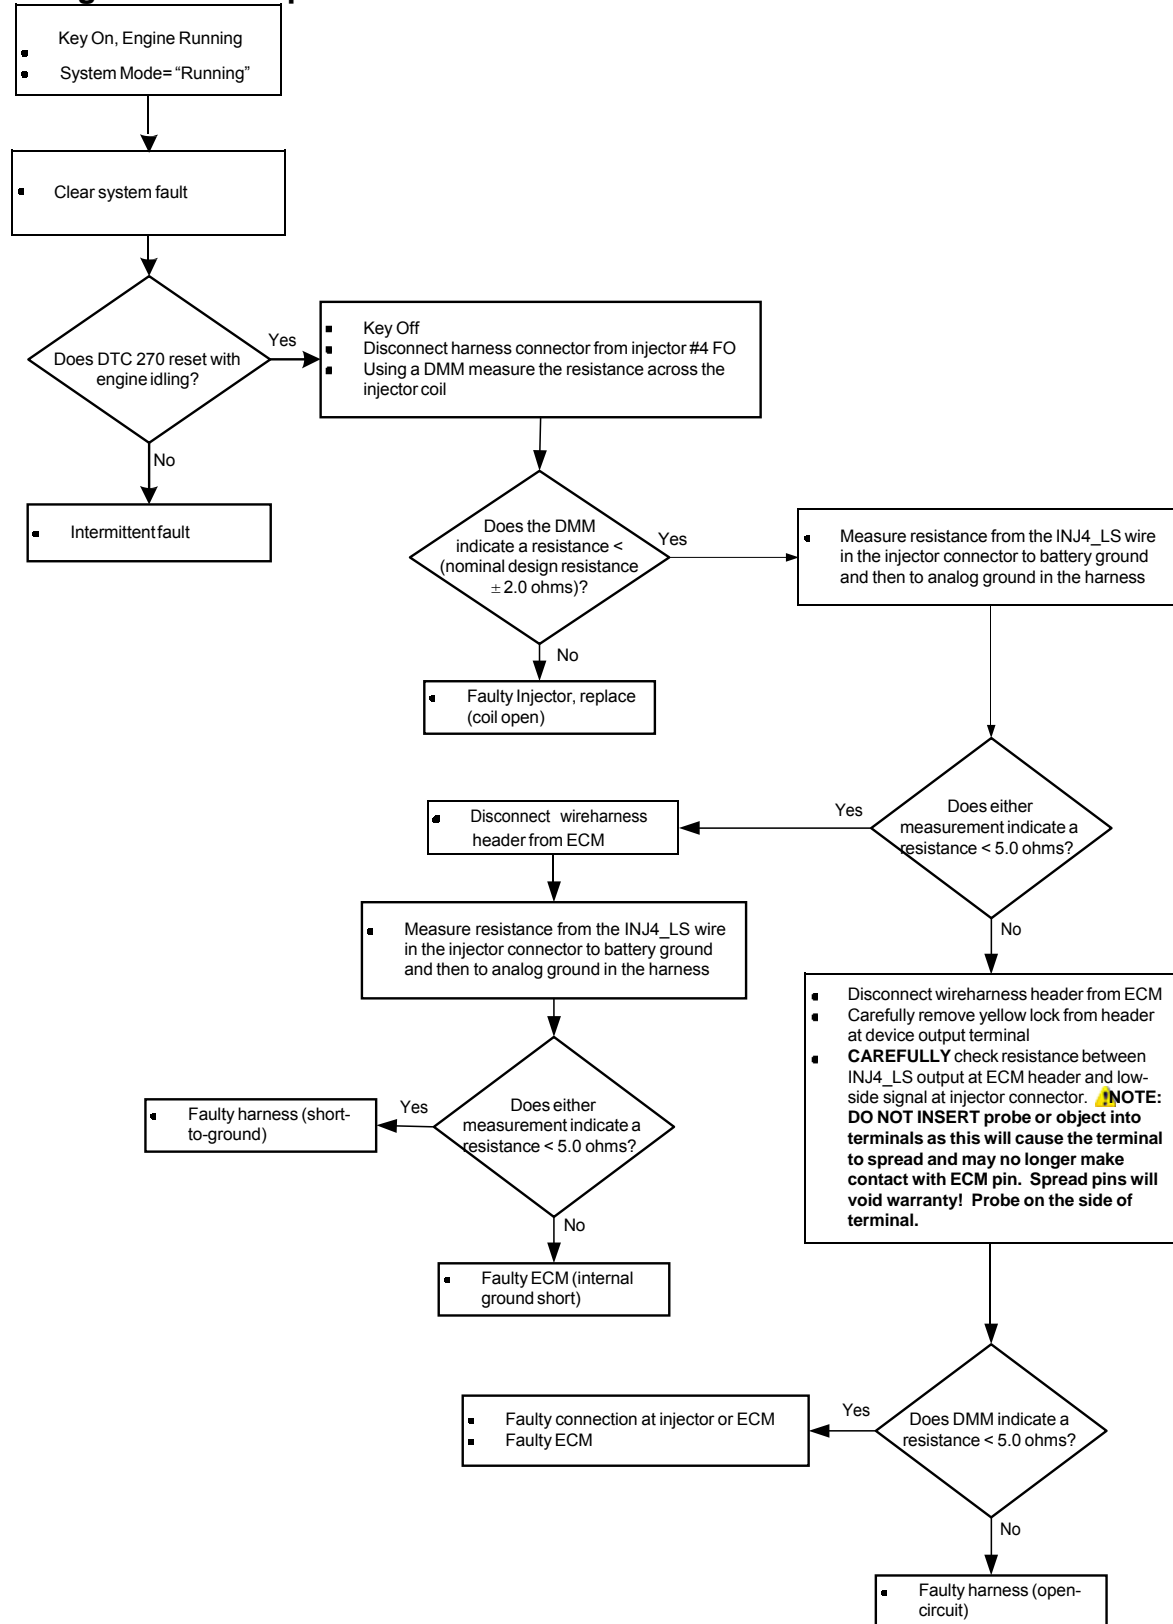 Key On, Engine Running
System Mode= “Running”
Clear system fault
Does DTC 270 reset with
engine idling?
Yes
No
Intermittent fault
Key Off
Disconnect harness connector from injector #4 FO
Using a DMM measure the resistance across the
injector coil
Does the DMM
indicate a resistance <
(nominal design resistance
± 2.0 ohms)?
Yes
No
Faulty Injector, replace
(coil open)
Measure resistance from the INJ4_LS wire
in the injector connector to battery ground
and then to analog ground in the harness
Does either
measurement indicate a
resistance < 5.0 ohms?
Yes
No
Disconnect wireharness
header from ECM
Measure resistance from the INJ4_LS wire
in the injector connector to battery ground
and then to analog ground in the harness
Does either
measurement indicate a
resistance < 5.0 ohms?
Yes
Faulty harness (short-
to-ground)
No
Faulty ECM (internal
ground short)
Disconnect wireharness header from ECM
Carefully remove yellow lock from header
at device output terminal
CAREFULLY check resistance between
INJ4_LS output at ECM header and low-
side signal at injector connector. NOTE:
DO NOT INSERT probe or object into
terminals as this will cause the terminal
to spread and may no longer make
contact with ECM pin. Spread pins will
void warranty! Probe on the side of
terminal.
Does DMM indicate a
resistance < 5.0 ohms?
Yes
Faulty connection at injector or ECM
Faulty ECM
No
Faulty harness (open-
circuit)